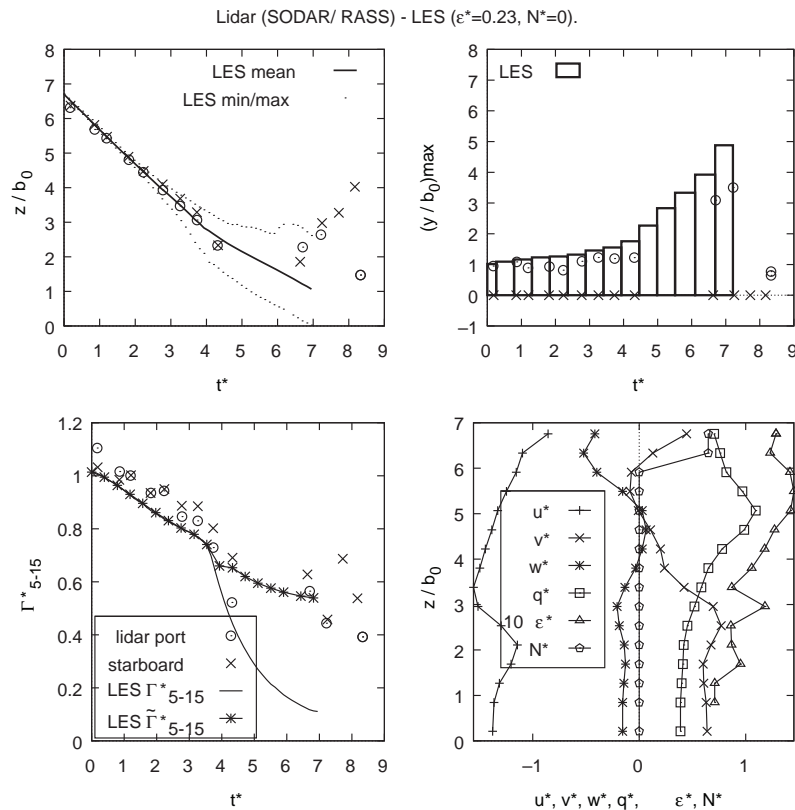 Lidar (SODAR/ RASS) - LES (ε*=0.23, N*=0).
8
7
6
5
4
3
2
1
0
z / b0
LES mean
LES min/max
0 1 2 3 4 5 6 7 8 9
t*
8
7
6
5
4
3
2
1
0
−1
(y / b0)max
LES
0 1 2 3 4 5 6 7 8 9
t*
1.2
1.0
0.8
0.6
0.4
0.2
0
Γ*5-15
lidar port
starboard
LES Γ*5-15
LES Γ̃*5-15
0 1 2 3 4 5 6 7 8 9
t*
7
6
5
4
3
2
1
0
z / b0
u*
v*
w*
q*
10 ε*
N*
−1 0 1
u*, v*, w*, q*, ε*, N*